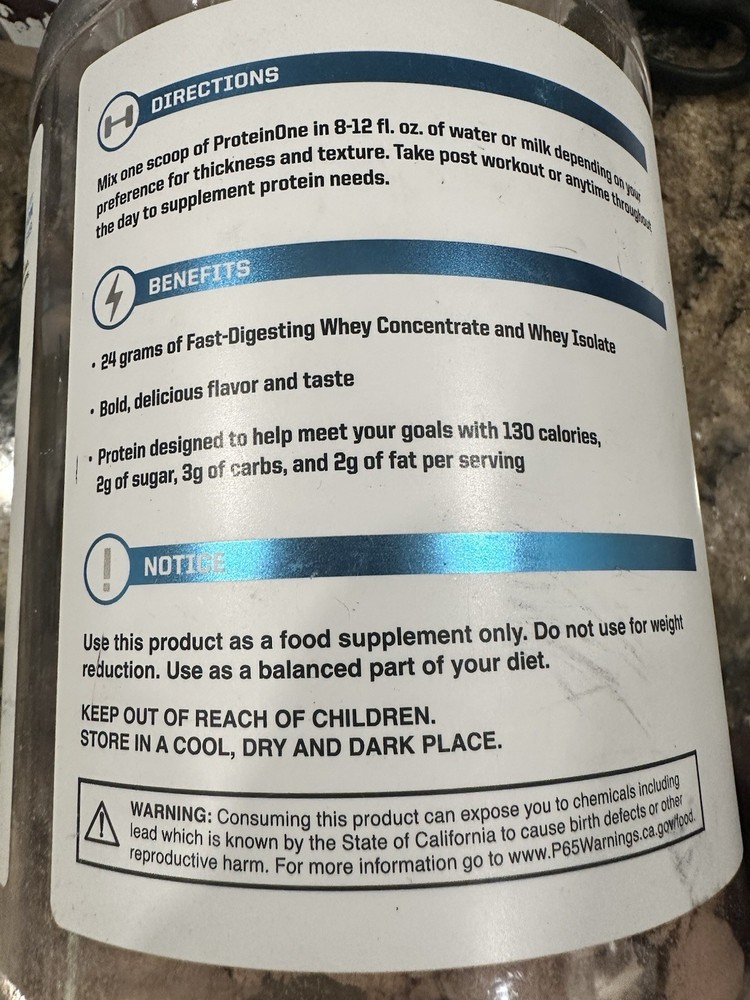 DIRECTIONS
Mix one scoop of ProteinOne in 8-12 fl. oz. of water or milk depending on your
preference for thickness and texture. Take post workout or anytime throughout
the day to supplement protein needs.
BENEFITS
• 24 grams of Fast-Digesting Whey Concentrate and Whey Isolate
• Bold, delicious flavor and taste
• Protein designed to help meet your goals with 130 calories,
2g of sugar, 3g of carbs, and 2g of fat per serving
NOTICE
Use this product as a food supplement only. Do not use for weight
reduction. Use as a balanced part of your diet.
KEEP OUT OF REACH OF CHILDREN.
STORE IN A COOL, DRY AND DARK PLACE.
WARNING: Consuming this product can expose you to chemicals including
lead which is known by the State of California to cause birth defects or other
reproductive harm. For more information go to www.P65Warnings.ca.gov/food.